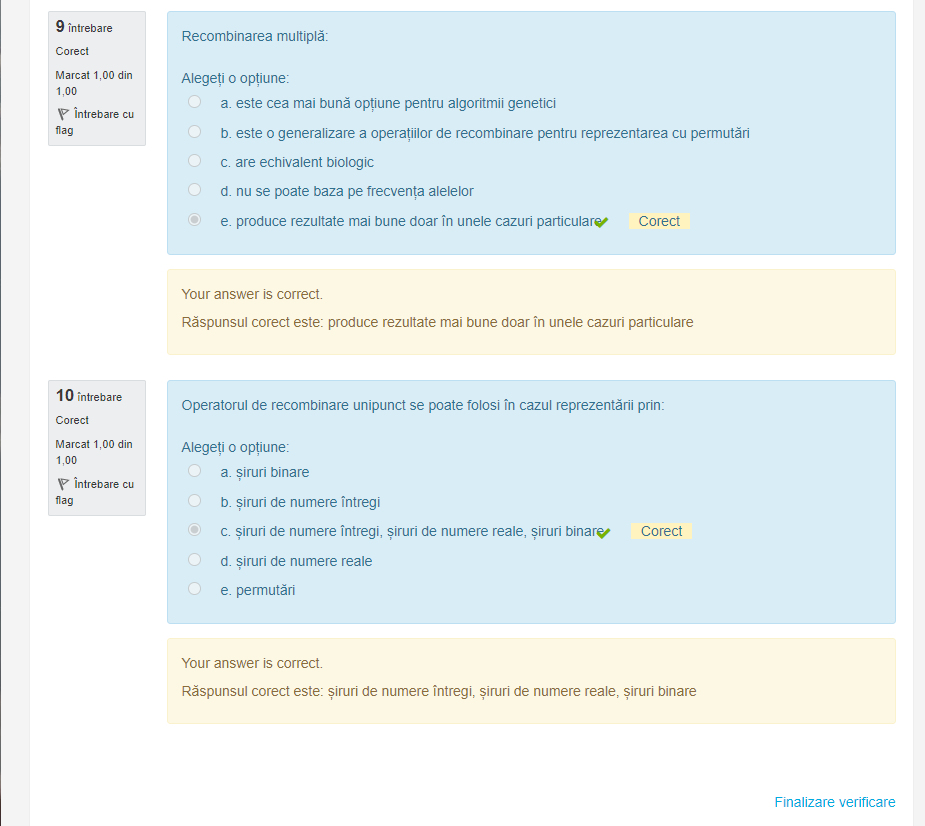 9 întrebare
Corect
Marcat 1,00 din
1,00
Întrebare cu
flag
Recombinarea multiplă:
Alegeți o opțiune:
a. este cea mai bună opțiune pentru algoritmii genetici
b. este o generalizare a operațiilor de recombinare pentru reprezentarea cu permutări
c. are echivalent biologic
d. nu se poate baza pe frecvența alelelor
e. produce rezultate mai bune doar în unele cazuri particulare Corect
Your answer is correct.
Răspunsul corect este: produce rezultate mai bune doar în unele cazuri particulare
10 întrebare
Corect
Marcat 1,00 din
1,00
Întrebare cu
flag
Operatorul de recombinare unipunct se poate folosi în cazul reprezentării prin:
Alegeți o opțiune:
a. șiruri binare
b. șiruri de numere întregi
c. șiruri de numere întregi, șiruri de numere reale, șiruri binare Corect
d. șiruri de numere reale
e. permutări
Your answer is correct.
Răspunsul corect este: șiruri de numere întregi, șiruri de numere reale, șiruri binare
Finalizare verificare